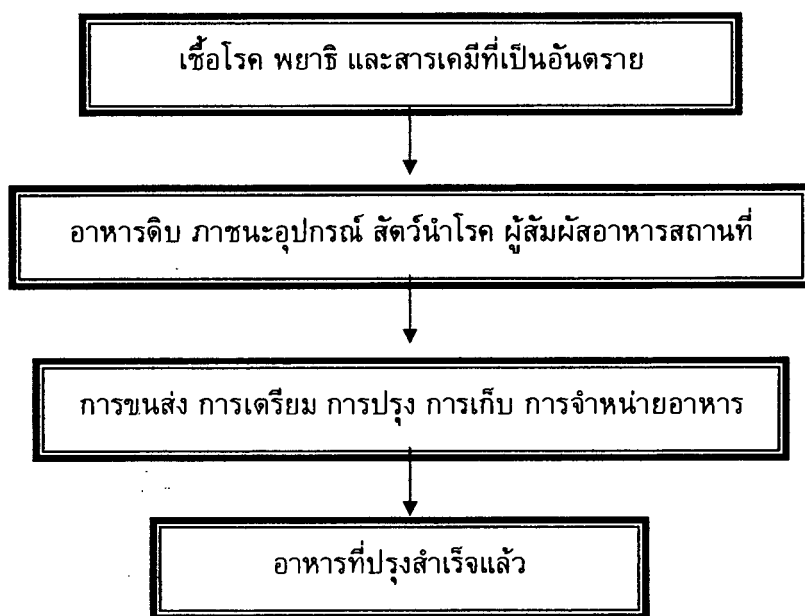 เชื้อโรค พยาธิ และสารเคมีที่เป็นอันตราย
อาหารดิบ ภาชนะอุปกรณ์ สัตว์นำโรค ผู้สัมผัสอาหารสถานที่
การขนส่ง การเตรียม การปรุง การเก็บ การจำหน่ายอาหาร
อาหารที่ปรุงสำเร็จแล้ว